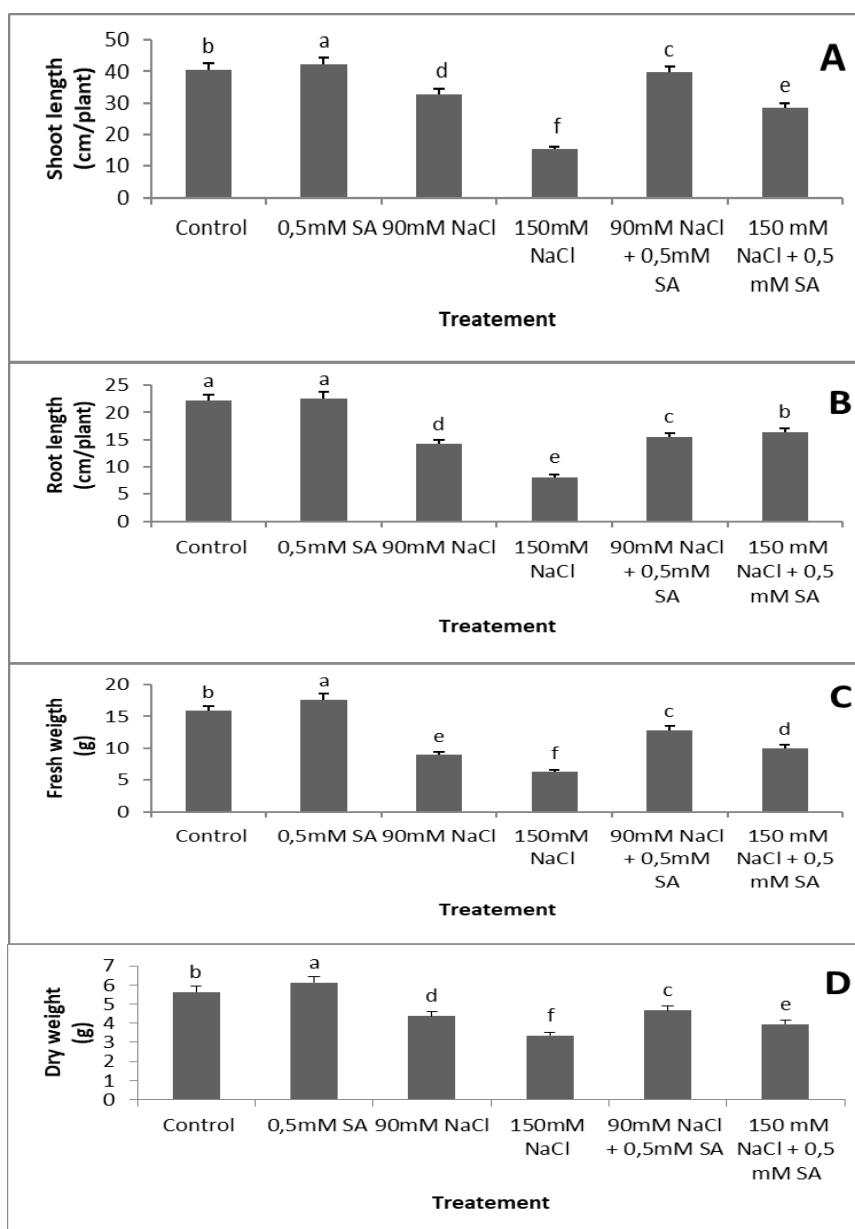 A
Shoot length
(cm/plant)
50
40
30
20
10
0
b
a
d
f
c
e
Control
0,5mM SA
90mM NaCl
150mM
NaCl
90mM NaCl
+ 0,5mM
SA
150 mM
NaCl + 0,5
mM SA
Treatement
B
Root length
(cm/plant)
25
20
15
10
5
0
a
a
d
e
c
b
Control
0,5mM SA
90mM NaCl
150mM
NaCl
90mM NaCl
+ 0,5mM
SA
150 mM
NaCl + 0,5
mM SA
Treatement
C
Fresh weigth
(g)
20
15
10
5
0
b
a
e
f
c
d
Control
0,5mM SA
90mM NaCl
150mM
NaCl
90mM NaCl
+ 0,5mM
SA
150 mM
NaCl + 0,5
mM SA
Treatement
D
Dry weight
(g)
7
6
5
4
3
2
1
0
b
a
d
f
c
e
Control
0,5mM SA
90mM NaCl
150mM
NaCl
90mM NaCl
+ 0,5mM SA
150 mM
NaCl + 0,5
mM SA
Treatement